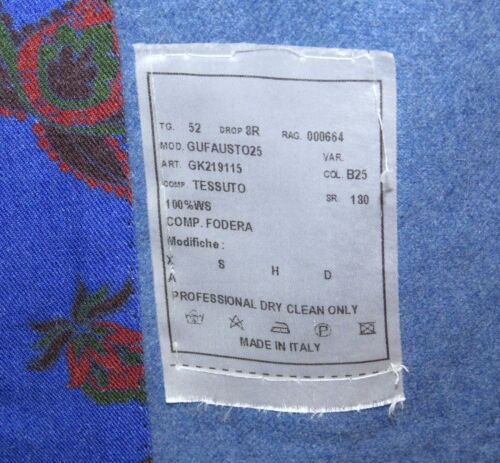 TG. 52 DROP 8R RAG. 000664
MOD. GUFAUSTO25 VAR.
ART. GK219115 COL. B25
COMP. TESSUTO SR. 130
100%WS
COMP. FODERA
Modifiche :
X S H D
A
PROFESSIONAL DRY CLEAN ONLY
P
MADE IN ITALY